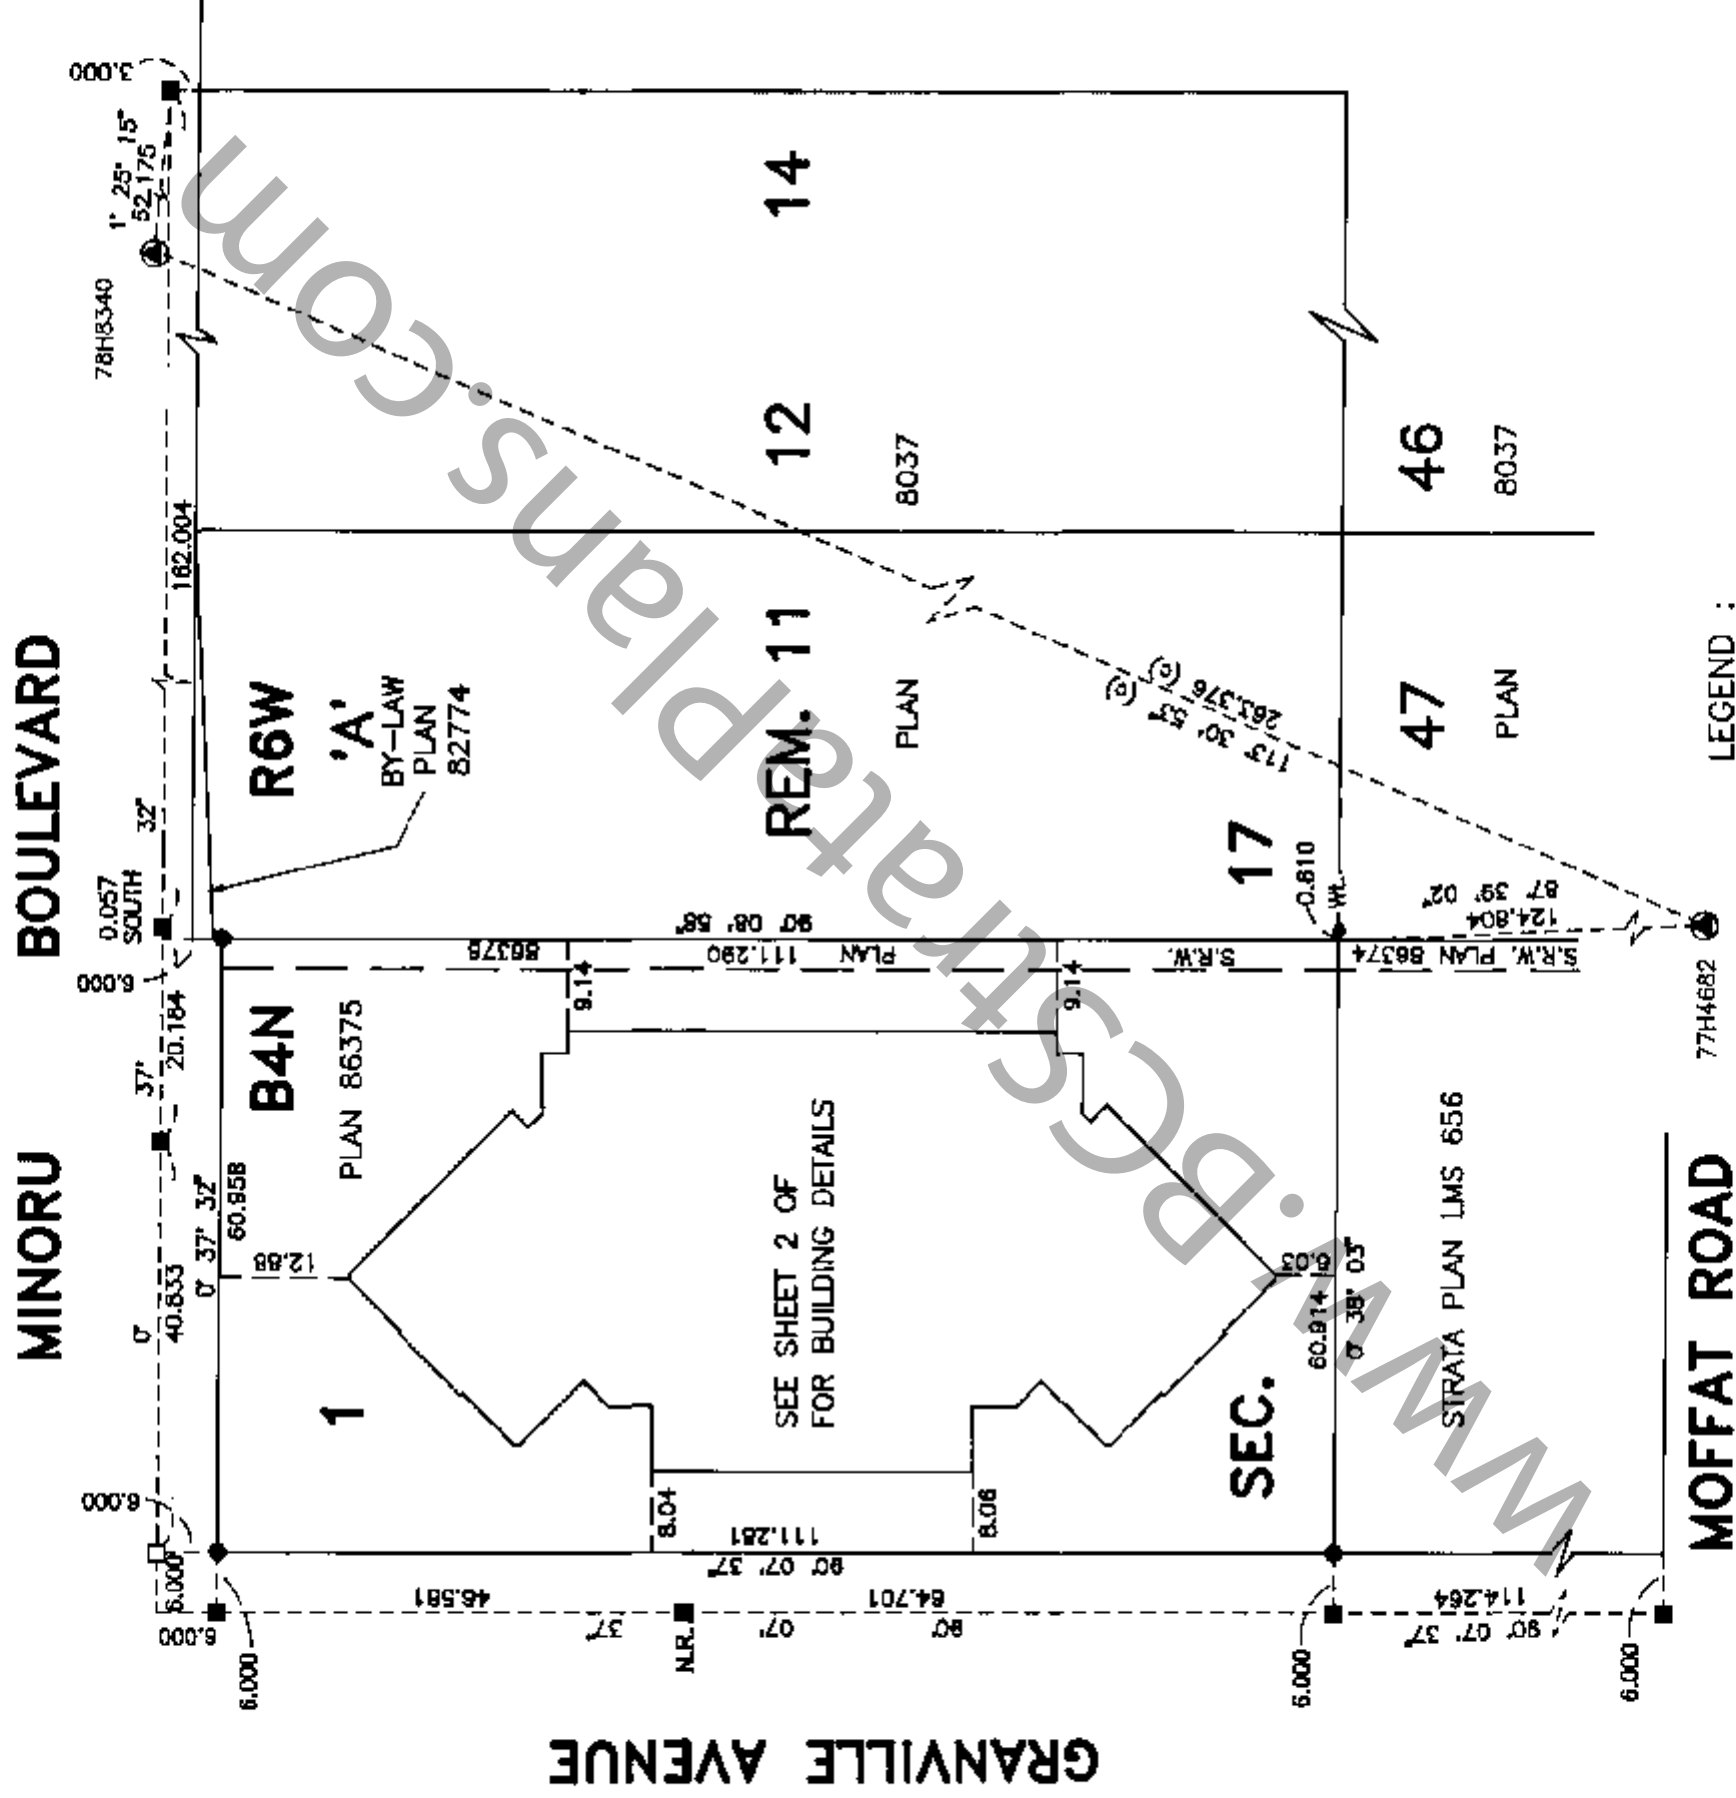 MINORU BOULEVARD
3.000
1° 25' 15"
52.175
78H8340
162.004
32"
0.057
SOUTH
6.000
20.184
37'
0°
40.833
0° 37' 32"
60.958
6.000
6.000
6.000
6.000
R6W
'A'
BY-LAW
PLAN
82774
B4N
PLAN 86375
12.88
1
14
12
REM. 11
PLAN 8037
86376
111.290
PLAN
S.R.W.
90° 08' 58"
9.14
9.14
SEE SHEET 2 OF
FOR BUILDING DETAILS
8.04
8.06
111.281
90° 07' 37"
46.581
64.701
90° 07' 37"
N.R.
113° 30' 53" (c)
263.376 (c)
SEC. 17
0.810
Wt.
6.03
60.914
0° 38' 03"
S.R.W. PLAN 86374
124.804
87° 39' 02"
77H4682
46
47
PLAN 8037
STRATA PLAN LMS 656
114.264
90° 07' 37"
6.000
6.000
MOFFAT ROAD
LEGEND :
GRANVILLE AVENUE
www.BCStrataPlans.com